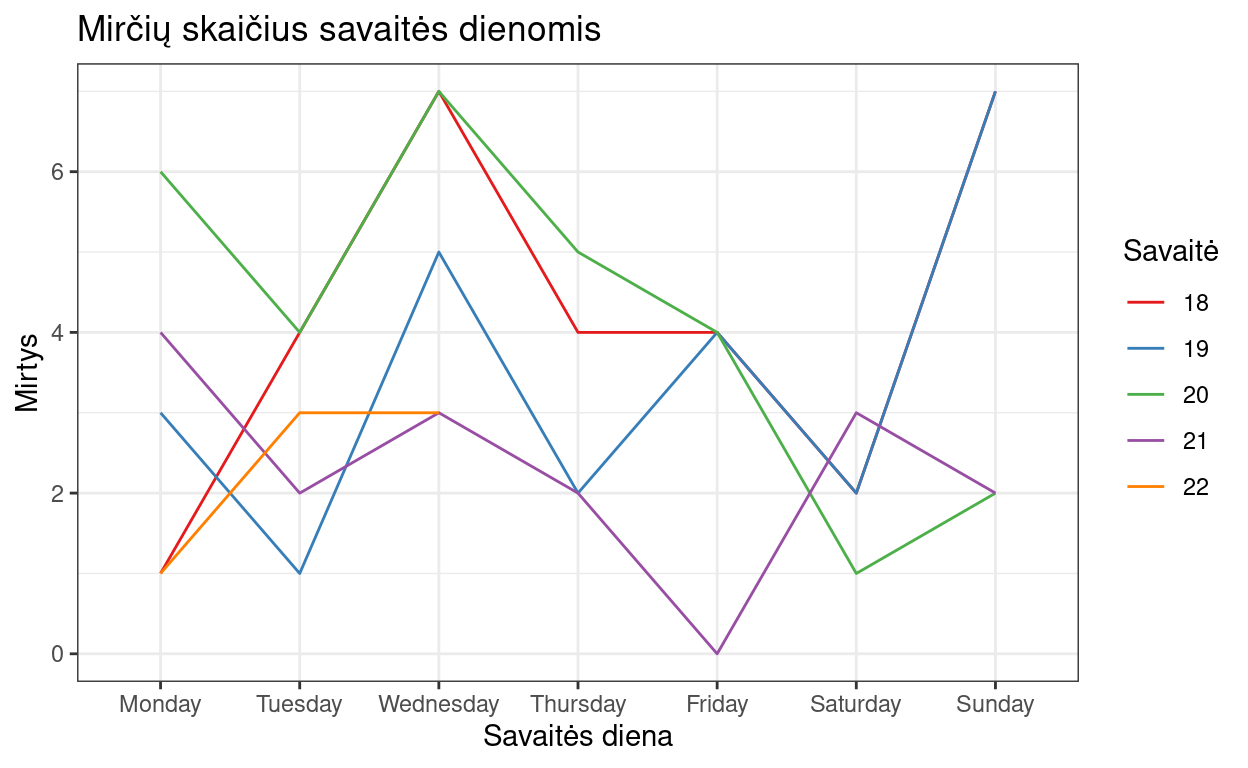 Mirčių skaičius savaitės dienomis
Mirtys
6
4
2
0
Monday Tuesday Wednesday Thursday Friday Saturday Sunday
Savaitės diena
Savaitė
18
19
20
21
22